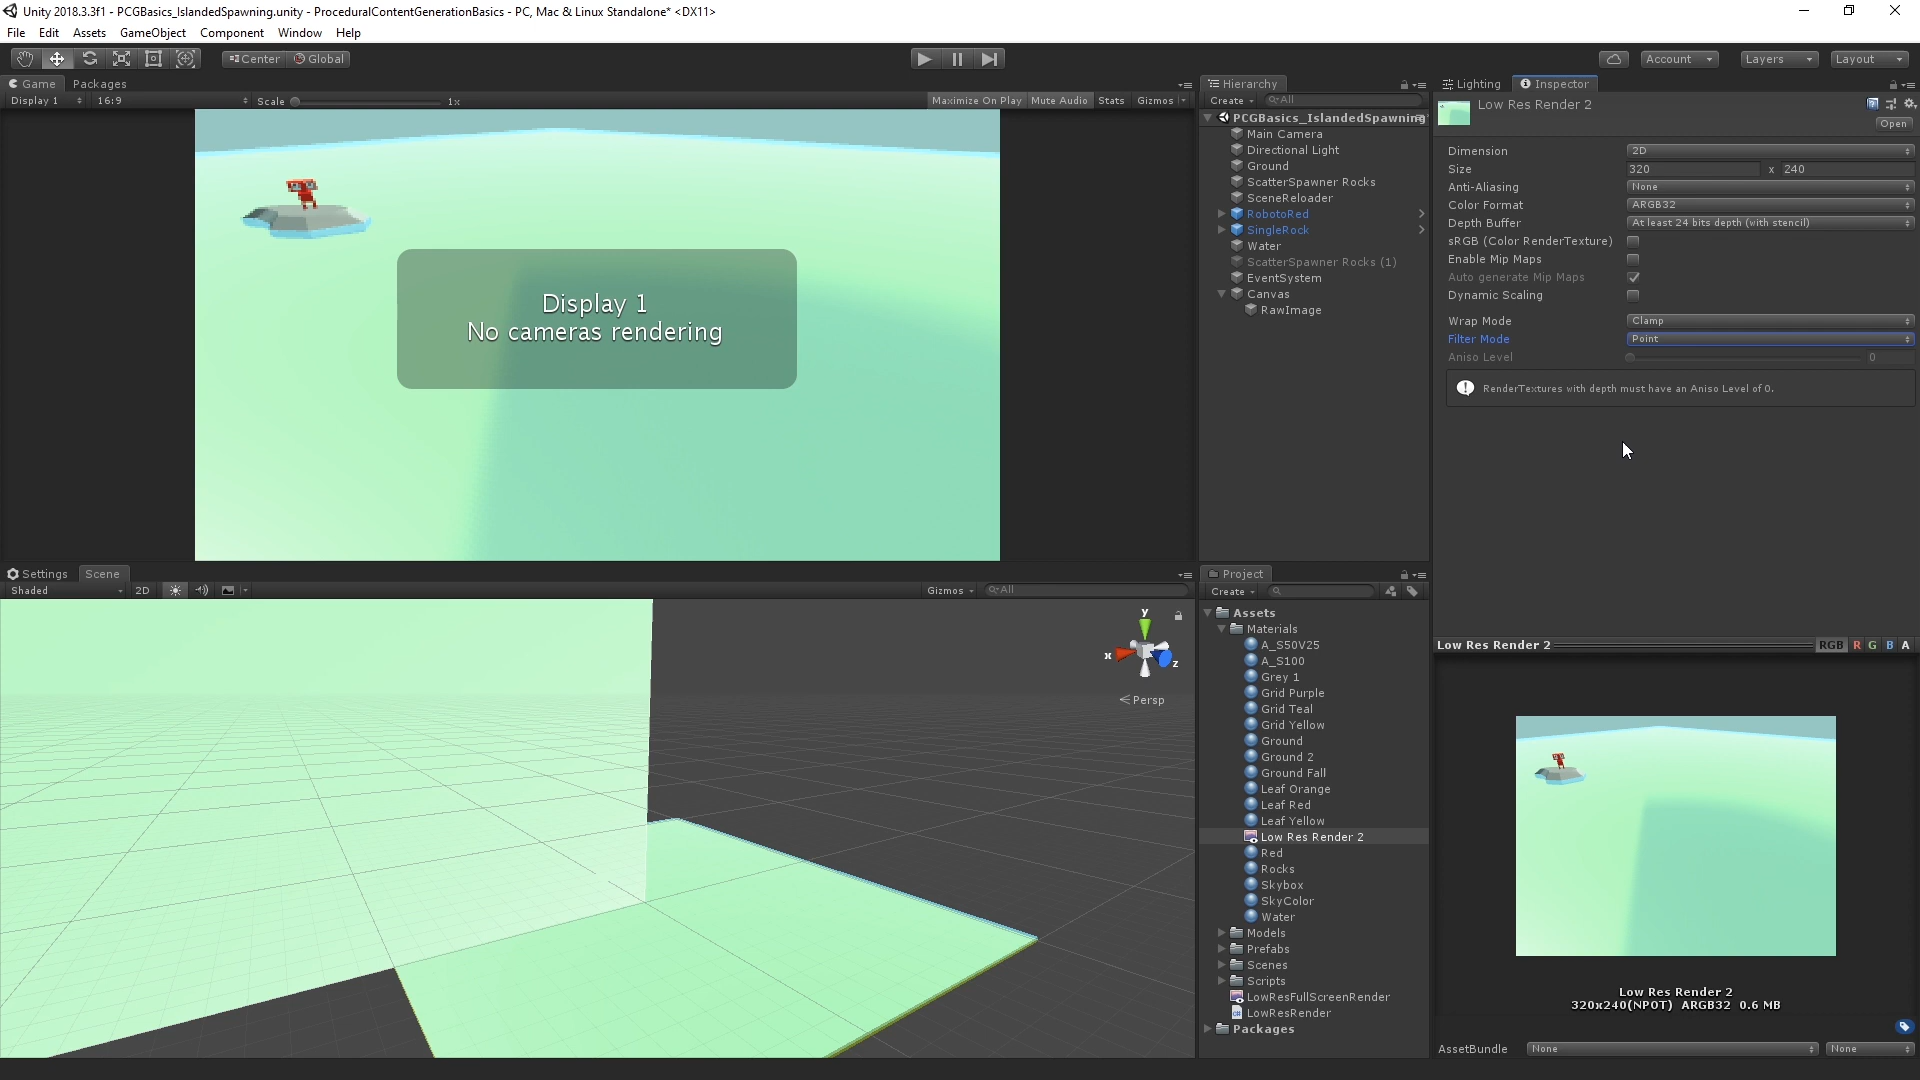 Unity 2018.3.3f1 - PCGBasics_IslandedSpawning.unity - ProceduralContentGenerationBasics - PC, Mac & Linux Standalone* <DX11>
File Edit Assets GameObject Component Window Help
Center Global
Account Layers Layout
Game Packages
Display 1 16:9 Scale 1x Maximize On Play Mute Audio Stats Gizmos
Display 1
No cameras rendering
Settings Scene
Shaded 2D Gizmos All
y
x
z
Persp
Hierarchy
Create All
PCGBasics_IslandedSpawning
Main Camera
Directional Light
Ground
ScatterSpawner Rocks
SceneReloader
RobotoRed
SingleRock
Water
ScatterSpawner Rocks (1)
EventSystem
Canvas
RawImage
Project
Create
Assets
Materials
A_S50V25
A_S100
Grey 1
Grid Purple
Grid Teal
Grid Yellow
Ground
Ground 2
Ground Fall
Leaf Orange
Leaf Red
Leaf Yellow
Low Res Render 2
Red
Rocks
Skybox
SkyColor
Water
Models
Prefabs
Scenes
Scripts
LowResFullScreenRender
LowResRender
Packages
Lighting Inspector
Low Res Render 2
Open
Dimension 2D
Size 320 x 240
Anti-Aliasing None
Color Format ARGB32
Depth Buffer At least 24 bits depth (with stencil)
sRGB (Color RenderTexture)
Enable Mip Maps
Auto generate Mip Maps
Dynamic Scaling
Wrap Mode Clamp
Filter Mode Point
Aniso Level 0
RenderTextures with depth must have an Aniso Level of 0.
Low Res Render 2 RGB R G B A
Low Res Render 2
320x240(NPOT) ARGB32 0.6 MB
AssetBundle None None